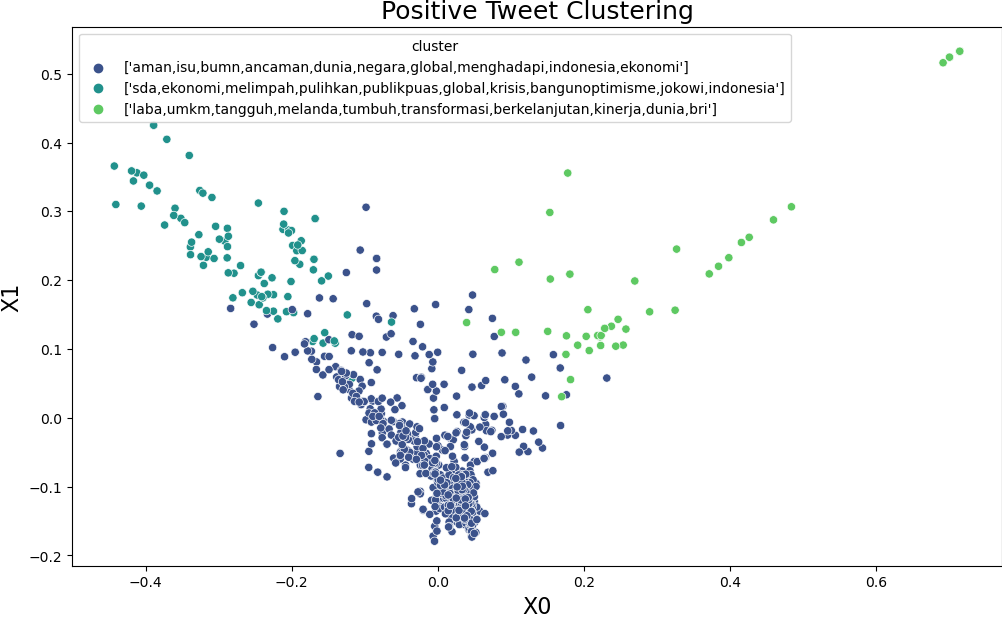 Positive Tweet Clustering
cluster
['aman,isu,bumn,ancaman,dunia,negara,global,menghadapi,indonesia,ekonomi']
['sda,ekonomi,melimpah,pulihkan,publikpuas,global,krisis,bangunoptimisme,jokowi,indonesia']
['laba,umkm,tangguh,melanda,tumbuh,transformasi,berkelanjutan,kinerja,dunia,bri']
X1
0.5
0.4
0.3
0.2
0.1
0.0
−0.1
−0.2
−0.4
−0.2
0.0
0.2
0.4
0.6
X0